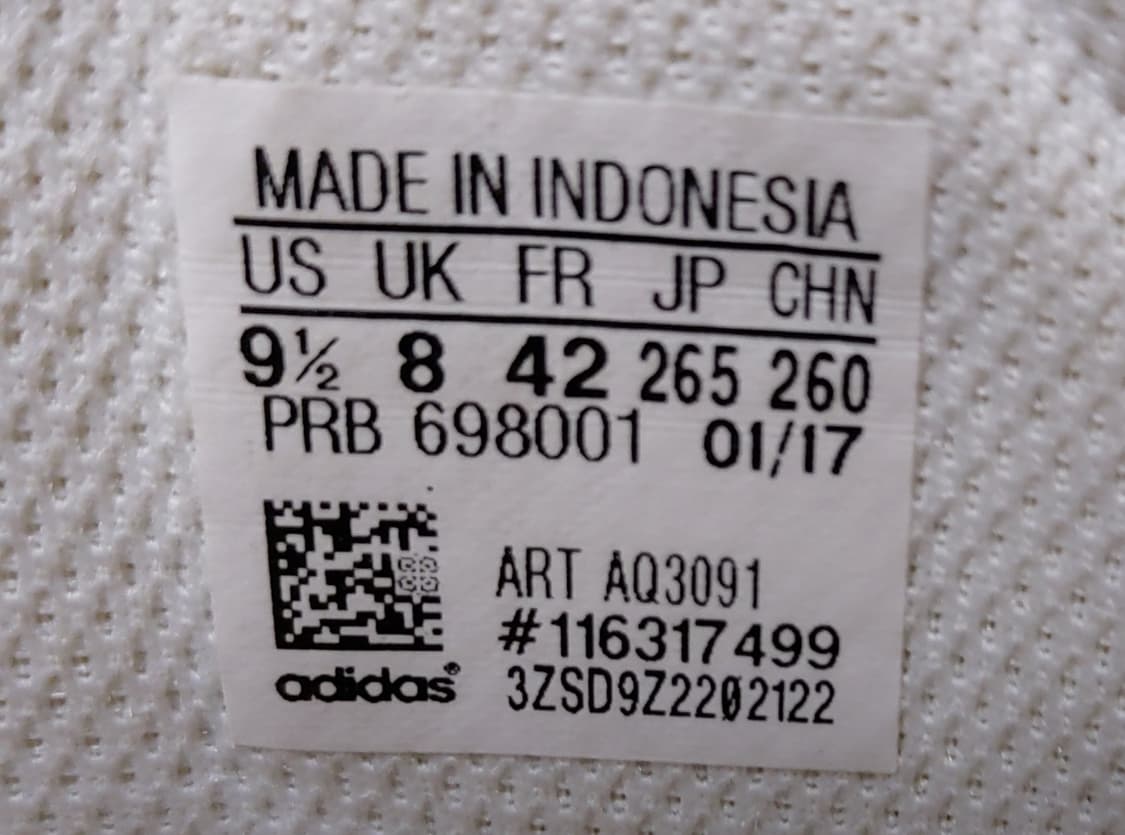 MADE IN INDONESIA
US UK FR JP CHN
9½ 8 42 265 260
PRB 698001 01/17
ART AQ3091
#116317499
adidas®
3ZSD9Z2202122